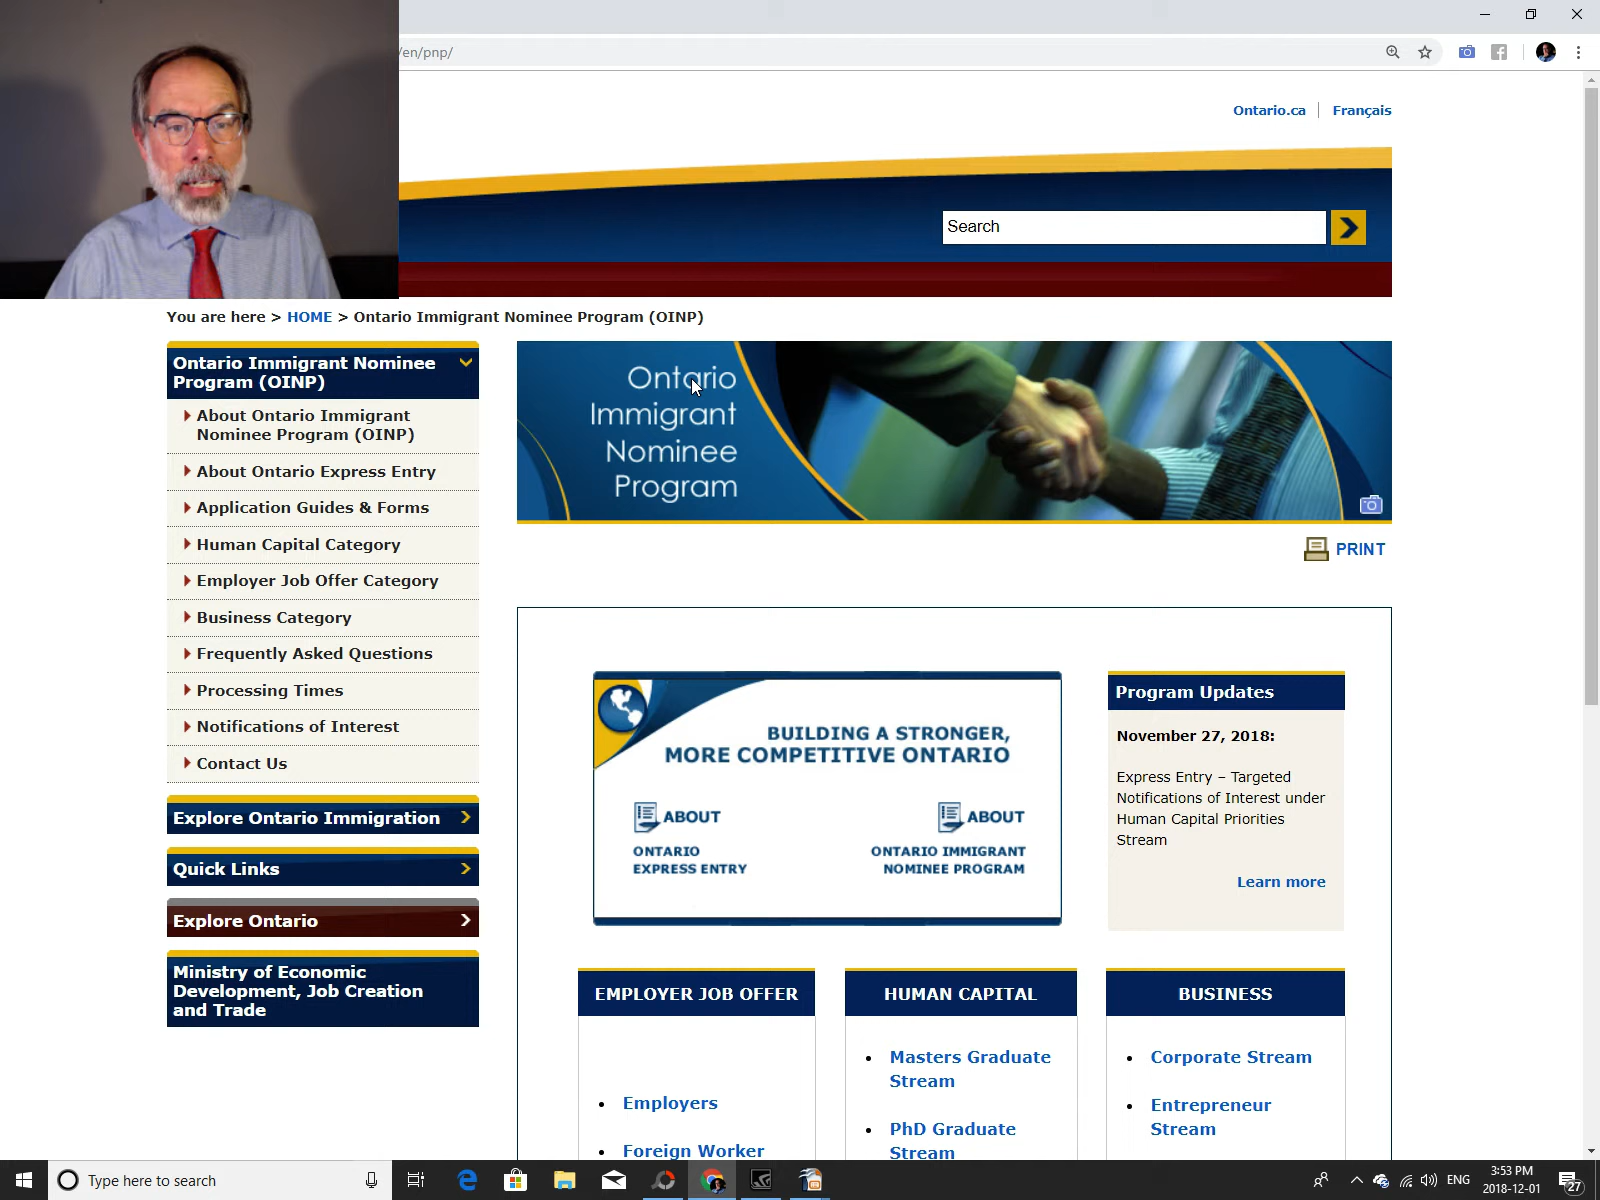 /en/pnp/
Ontario.ca
Français
Search
You are here > HOME > Ontario Immigrant Nominee Program (OINP)
Ontario Immigrant Nominee
Program (OINP)
About Ontario Immigrant
Nominee Program (OINP)
About Ontario Express Entry
Application Guides & Forms
Human Capital Category
Employer Job Offer Category
Business Category
Frequently Asked Questions
Processing Times
Notifications of Interest
Contact Us
Explore Ontario Immigration
Quick Links
Explore Ontario
Ministry of Economic
Development, Job Creation
and Trade
Ontario
Immigrant
Nominee
Program
PRINT
BUILDING A STRONGER,
MORE COMPETITIVE ONTARIO
ABOUT
ONTARIO
EXPRESS ENTRY
ABOUT
ONTARIO IMMIGRANT
NOMINEE PROGRAM
Program Updates
November 27, 2018:
Express Entry – Targeted
Notifications of Interest under
Human Capital Priorities
Stream
Learn more
EMPLOYER JOB OFFER
Employers
Foreign Worker
HUMAN CAPITAL
Masters Graduate
Stream
PhD Graduate
Stream
BUSINESS
Corporate Stream
Entrepreneur
Stream
Type here to search
ENG
3:53 PM
2018-12-01
27